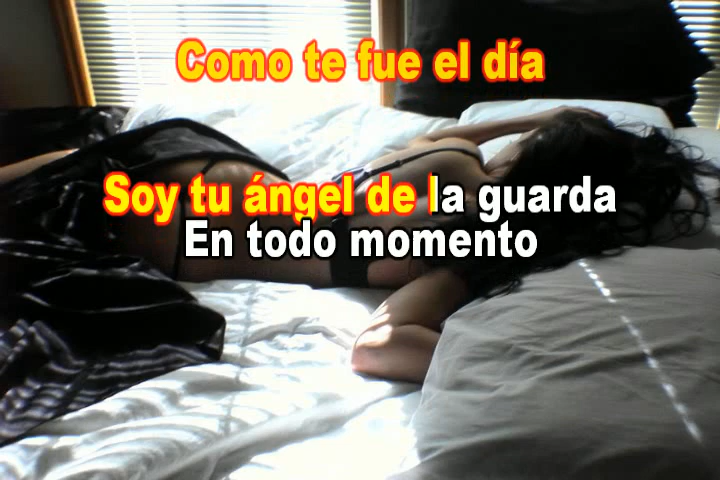 Como te fue el día
Soy tu ángel de la guarda
En todo momento